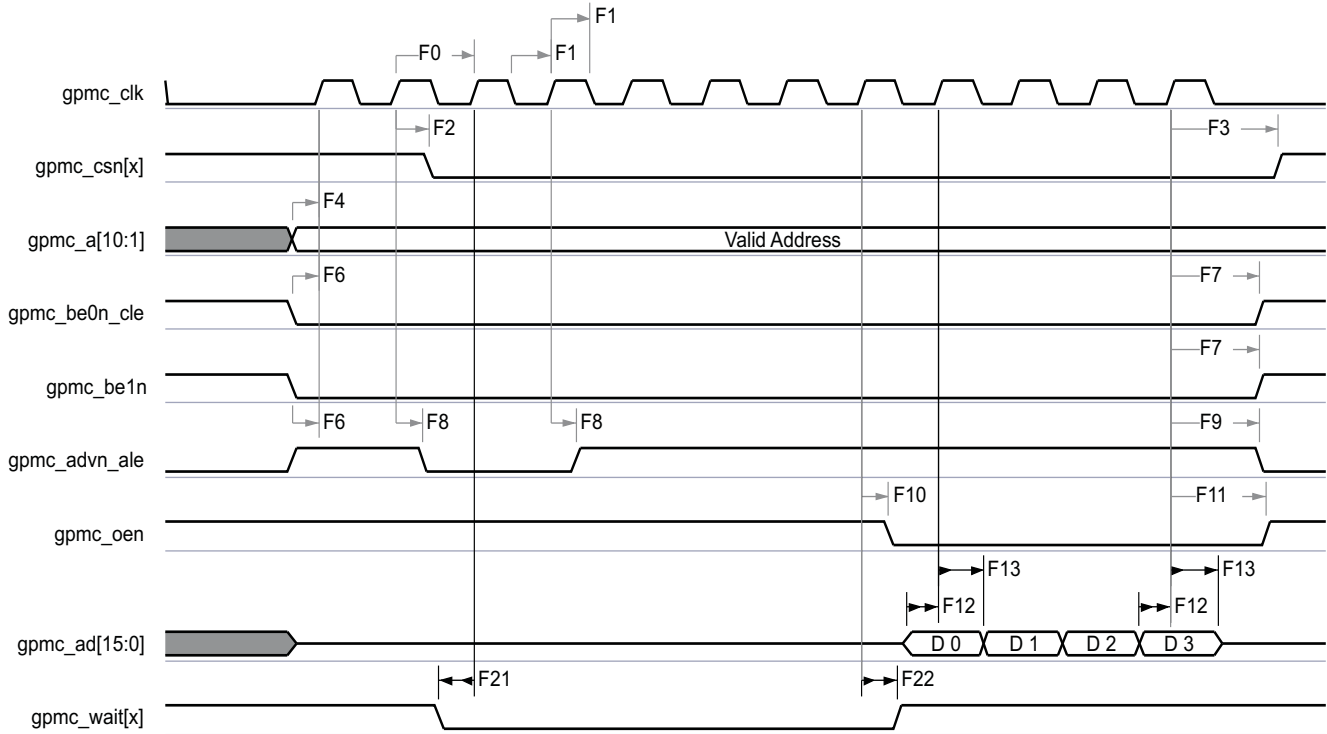 F1
F0 F1
gpmc_clk
F2 F3
gpmc_csn[x]
F4
gpmc_a[10:1] Valid Address
F6 F7
gpmc_be0n_cle
F7
gpmc_be1n
F6 F8 F8 F9
gpmc_advn_ale
F10 F11
gpmc_oen
F13 F13
F12 F12
gpmc_ad[15:0] D 0 D 1 D 2 D 3
F21 F22
gpmc_wait[x]